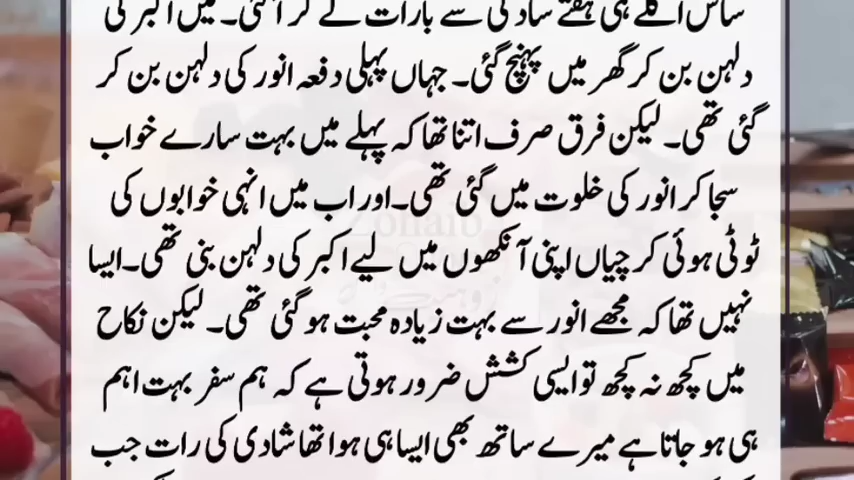 ساس اگلے ہی ہفتے سادگی سے بارات لے کر آ گئی۔ میں اکبر کی
دلہن بن کر گھر میں پہنچ گئی۔ جہاں پہلی دفعہ انور کی دلہن بن کر
گئی تھی۔ لیکن فرق صرف اتنا تھا کہ پہلے میں بہت سارے خواب
سجا کر انور کی خلوت میں گئی تھی۔ اور اب میں انہی خوابوں کی
ٹوٹی ہوئی کرچیاں اپنی آنکھوں میں لیے اکبر کی دلہن بنی تھی۔ ایسا
نہیں تھا کہ مجھے انور سے بہت زیادہ محبت ہو گئی تھی۔ لیکن نکاح
میں کچھ نہ کچھ تو ایسی کشش ضرور ہوتی ہے کہ ہم سفر بہت اہم
ہی ہو جاتا ہے میرے ساتھ بھی ایسا ہی ہوا تھا شادی کی رات جب
Zohaib